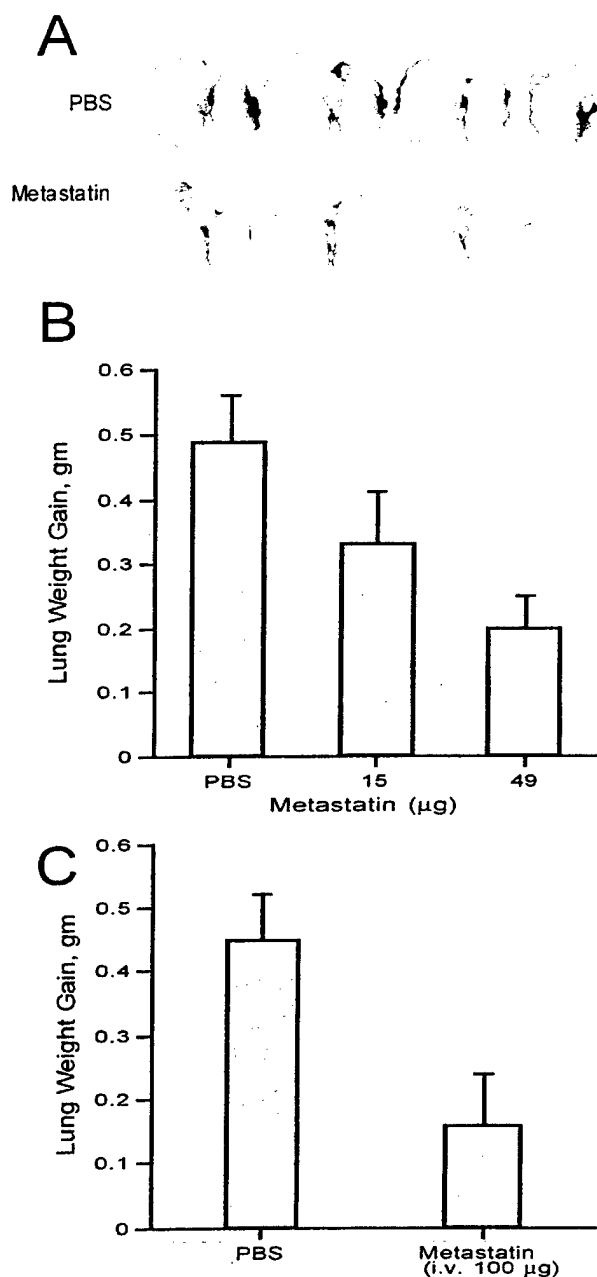 A
PBS
Metastatin
B
Lung Weight Gain, gm
0.6
0.5
0.4
0.3
0.2
0.1
0
PBS
15
49
Metastatin (µg)
C
Lung Weight Gain, gm
0.6
0.5
0.4
0.3
0.2
0.1
0
PBS
Metastatin
(i.v. 100 µg)